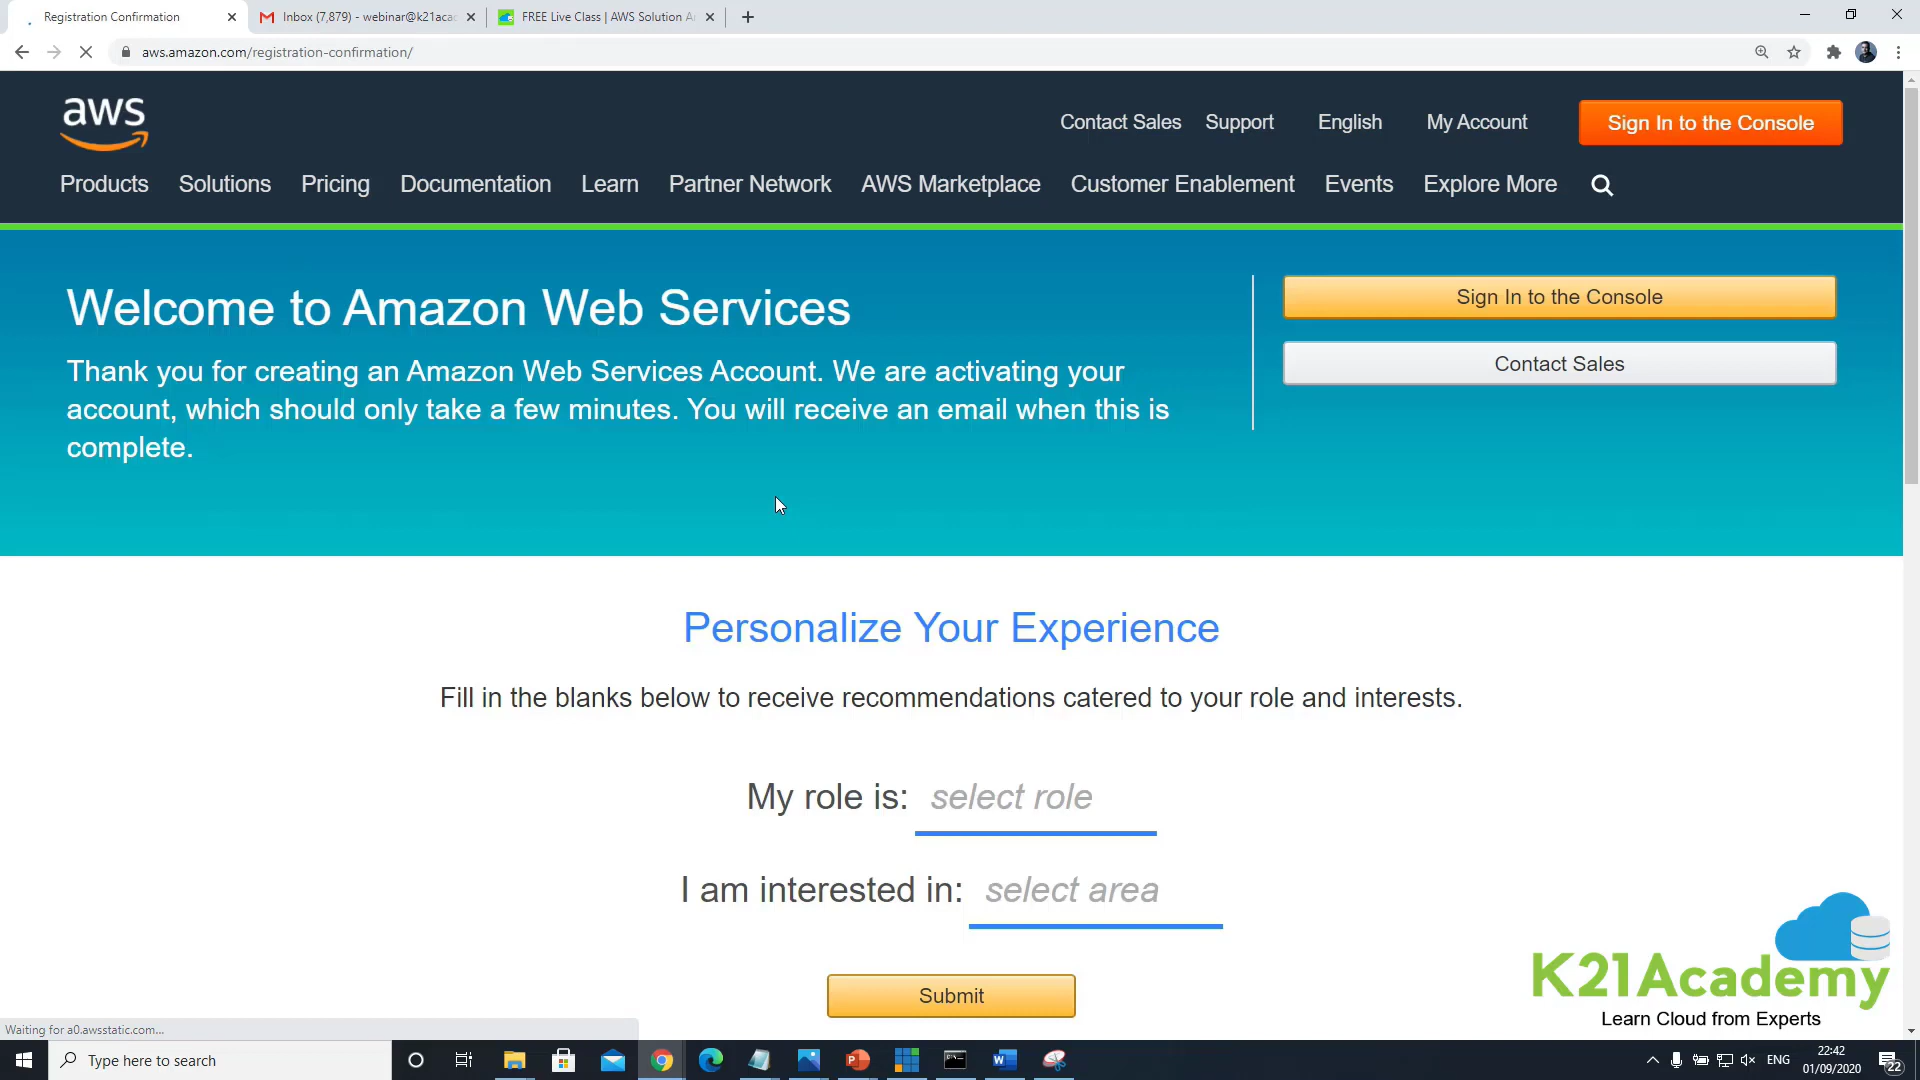 Registration Confirmation
Inbox (7,879) - webinar@k21aca
FREE Live Class | AWS Solution A
aws.amazon.com/registration-confirmation/
aws
Contact Sales
Support
English
My Account
Sign In to the Console
Products
Solutions
Pricing
Documentation
Learn
Partner Network
AWS Marketplace
Customer Enablement
Events
Explore More
Welcome to Amazon Web Services
Thank you for creating an Amazon Web Services Account. We are activating your
account, which should only take a few minutes. You will receive an email when this is
complete.
Sign In to the Console
Contact Sales
Personalize Your Experience
Fill in the blanks below to receive recommendations catered to your role and interests.
My role is: select role
I am interested in: select area
Submit
K21Academy
Learn Cloud from Experts
Waiting for a0.awsstatic.com...
Type here to search
ENG
22:42
01/09/2020
22